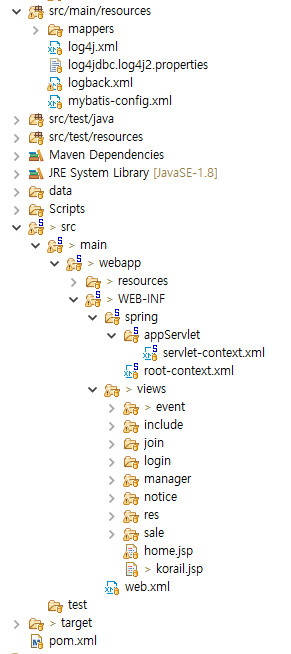 src/main/resources
mappers
log4j.xml
log4jdbc.log4j2.properties
logback.xml
mybatis-config.xml
src/test/java
src/test/resources
Maven Dependencies
JRE System Library [JavaSE-1.8]
data
Scripts
> src
> main
> webapp
> resources
> WEB-INF
spring
appServlet
servlet-context.xml
root-context.xml
> views
> event
include
join
login
manager
notice
res
sale
home.jsp
> korail.jsp
web.xml
test
> target
pom.xml